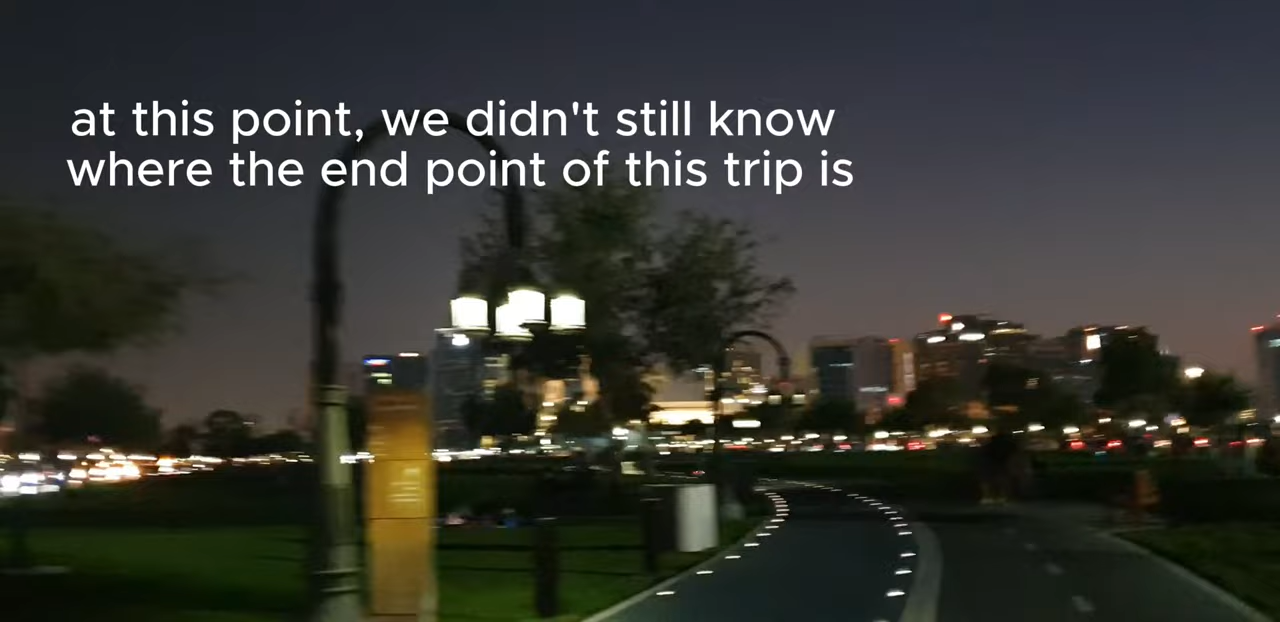 at this point, we didn't still know
where the end point of this trip is